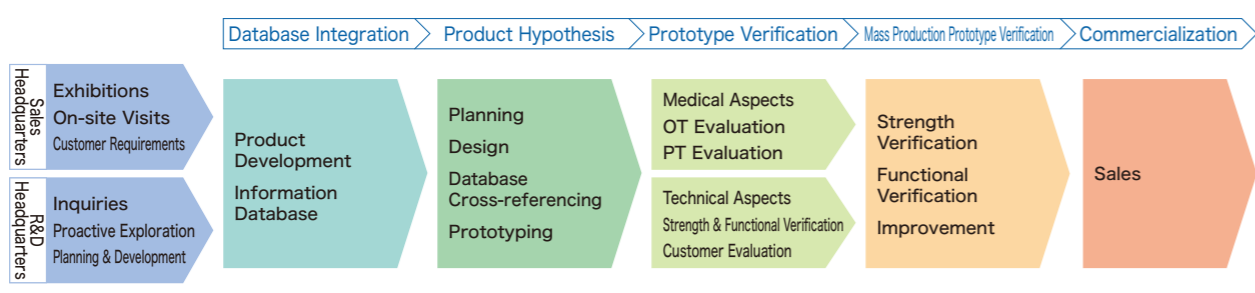 Database Integration
Product Hypothesis
Prototype Verification
Mass Production Prototype Verification
Commercialization
Sales
Headquarters
Exhibitions
On-site Visits
Customer Requirements
R&D
Headquarters
Inquiries
Proactive Exploration
Planning & Development
Product
Development
Information
Database
Planning
Design
Database
Cross-referencing
Prototyping
Medical Aspects
OT Evaluation
PT Evaluation
Technical Aspects
Strength & Functional Verification
Customer Evaluation
Strength
Verification
Functional
Verification
Improvement
Sales